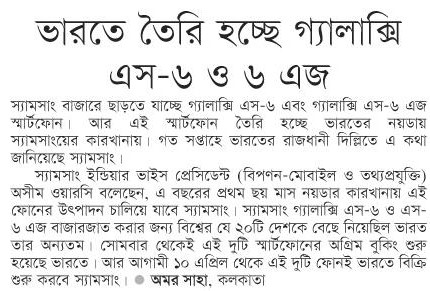 ভারতে তৈরি হচ্ছে গ্যালাক্সি
এস-৬ ও ৬ এজ
স্যামসাং বাজারে ছাড়তে যাচ্ছে গ্যালাক্সি এস-৬ এবং গ্যালাক্সি এস-৬ এজ
স্মার্টফোন। আর এই স্মার্টফোন তৈরি হচ্ছে ভারতের নয়ডায়
স্যামসাংয়ের কারখানায়। গত সপ্তাহে ভারতের রাজধানী দিল্লিতে এ কথা
জানিয়েছে স্যামসাং।
স্যামসাং ইন্ডিয়ার ভাইস প্রেসিডেন্ট (বিপণন-মোবাইল ও তথ্যপ্রযুক্তি)
অসীম ওয়ারসি বলেছেন, এ বছরের প্রথম ছয় মাস নয়ডার কারখানায় এই
ফোনের উৎপাদন চালিয়ে যাবে স্যামসাং। স্যামসাং গ্যালাক্সি এস-৬ ও এস-
৬ এজ বাজারজাত করার জন্য বিশ্বের যে ২০টি দেশকে বেছে নিয়েছিল ভারত
তার অন্যতম। সোমবার থেকেই এই দুটি স্মার্টফোনের অগ্রিম বুকিং শুরু
হয়েছে ভারতে। আর আগামী ১০ এপ্রিল থেকে এই দুটি ফোনই ভারতে বিক্রি
শুরু করবে স্যামসাং। ● অমর সাহা, কলকাতা